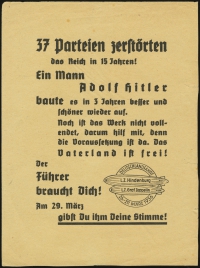 37 Parteien zerstörten
das Reich in 15 Jahren!
Ein Mann
Adolf Hitler
baute es in 3 Jahren besser und
schöner wieder auf.
Noch ist das Werk nicht voll-
endet, darum hilf mit, denn
die Voraussetzung ist da. Das
Vaterland ist frei!
Der
Führer
braucht Dich!
Am 29. März
gibst Du ihm Deine Stimme!
L.Z. Hindenburg
L.Z. Graf Zeppelin